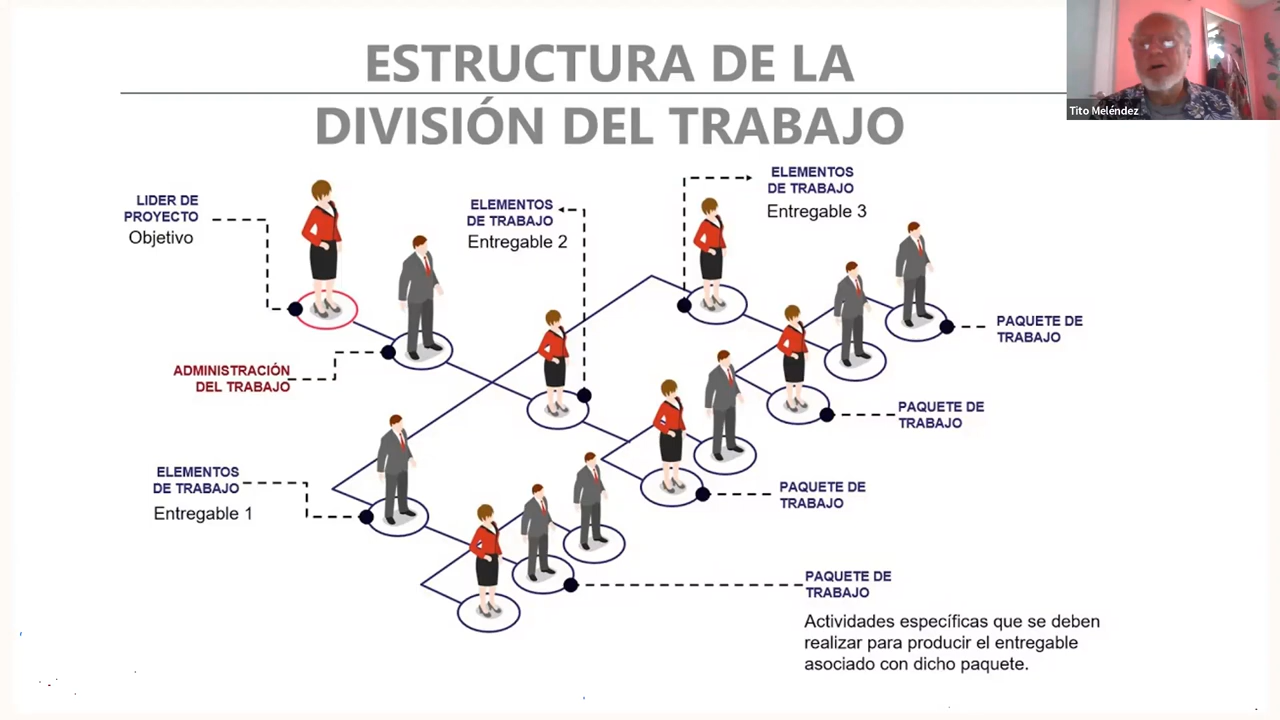 ESTRUCTURA DE LA
DIVISIÓN DEL TRABAJO
Tito Meléndez
LIDER DE
PROYECTO
Objetivo
ELEMENTOS
DE TRABAJO
Entregable 2
ELEMENTOS
DE TRABAJO
Entregable 3
ADMINISTRACIÓN
DEL TRABAJO
PAQUETE DE
TRABAJO
PAQUETE DE
TRABAJO
ELEMENTOS
DE TRABAJO
Entregable 1
PAQUETE DE
TRABAJO
PAQUETE DE
TRABAJO
Actividades específicas que se deben
realizar para producir el entregable
asociado con dicho paquete.